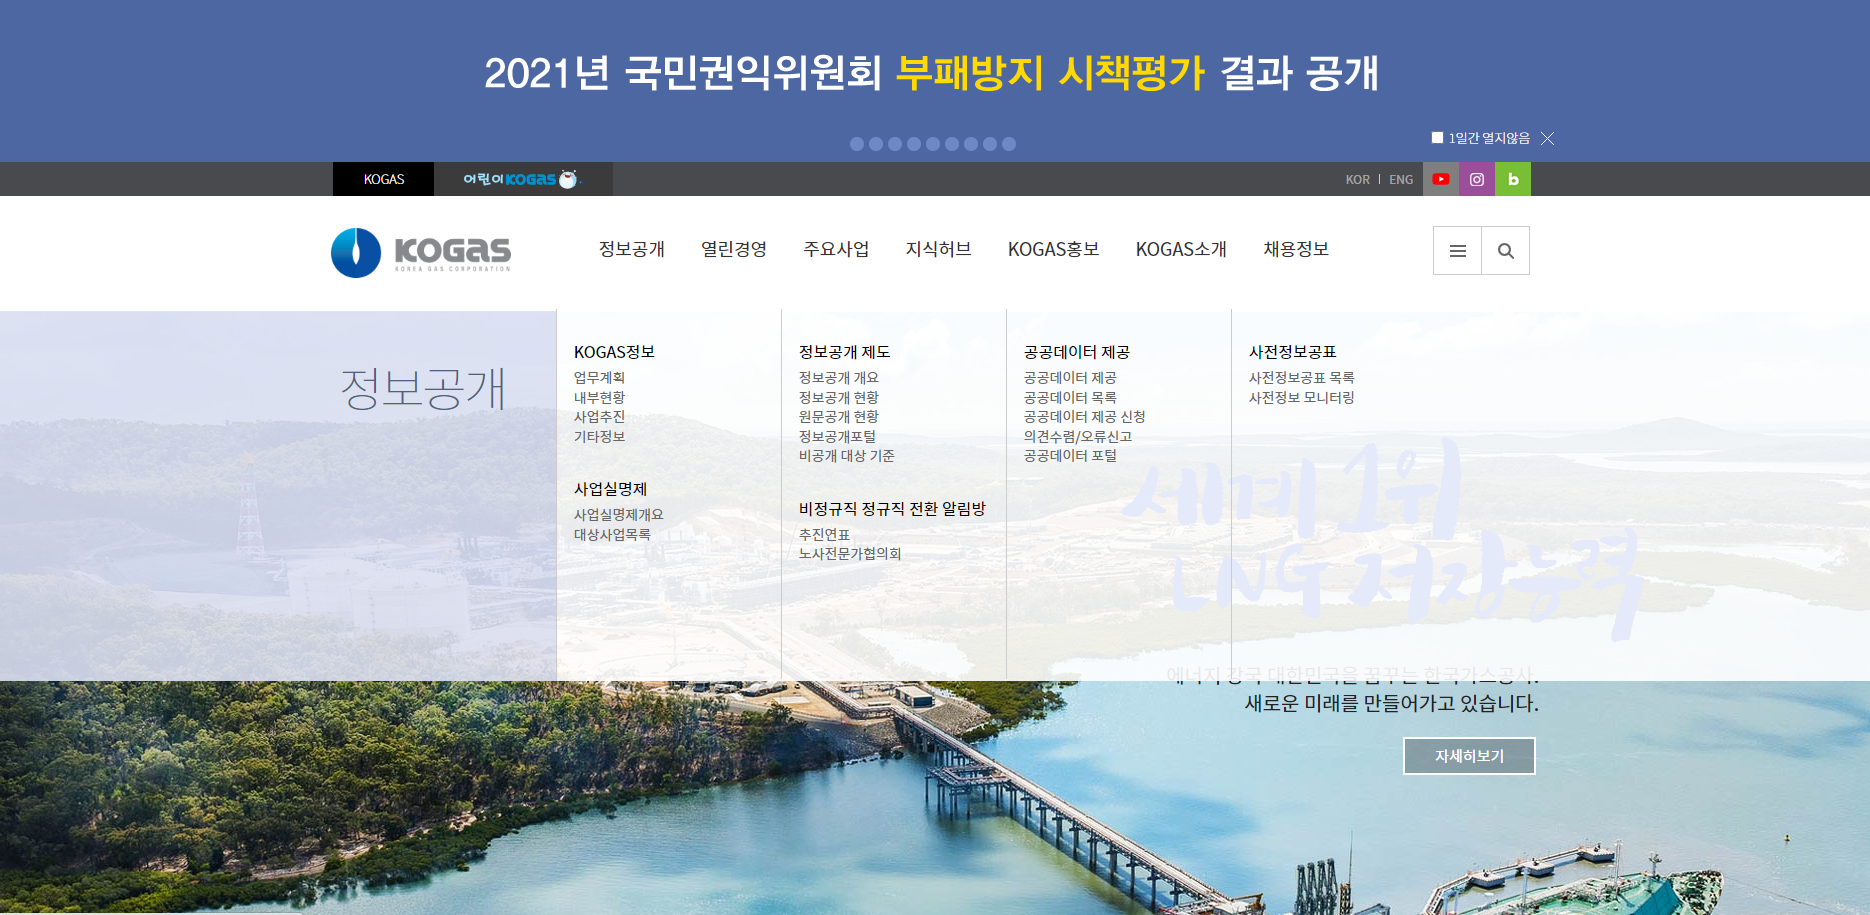 2021년 국민권익위원회 부패방지 시책평가 결과 공개
1일간 열지않음
KOGAS
어린이 KOGAS
KOR
ENG
b
KOGAS
KOREA GAS CORPORATION
정보공개
열린경영
주요사업
지식허브
KOGAS홍보
KOGAS소개
채용정보
정보공개
KOGAS정보
업무계획
내부현황
사업추진
기타정보
사업실명제
사업실명제개요
대상사업목록
정보공개 제도
정보공개 개요
정보공개 현황
원문공개 현황
정보공개포털
비공개 대상 기준
비정규직 정규직 전환 알림방
추진연표
노사전문가협의회
공공데이터 제공
공공데이터 제공
공공데이터 목록
공공데이터 제공 신청
의견수렴/오류신고
공공데이터 포털
사전정보공표
사전정보공표 목록
사전정보 모니터링
세계 1위
LNG 저장능력
에너지 강국 대한민국을 꿈꾸는 한국가스공사.
새로운 미래를 만들어가고 있습니다.
자세히보기